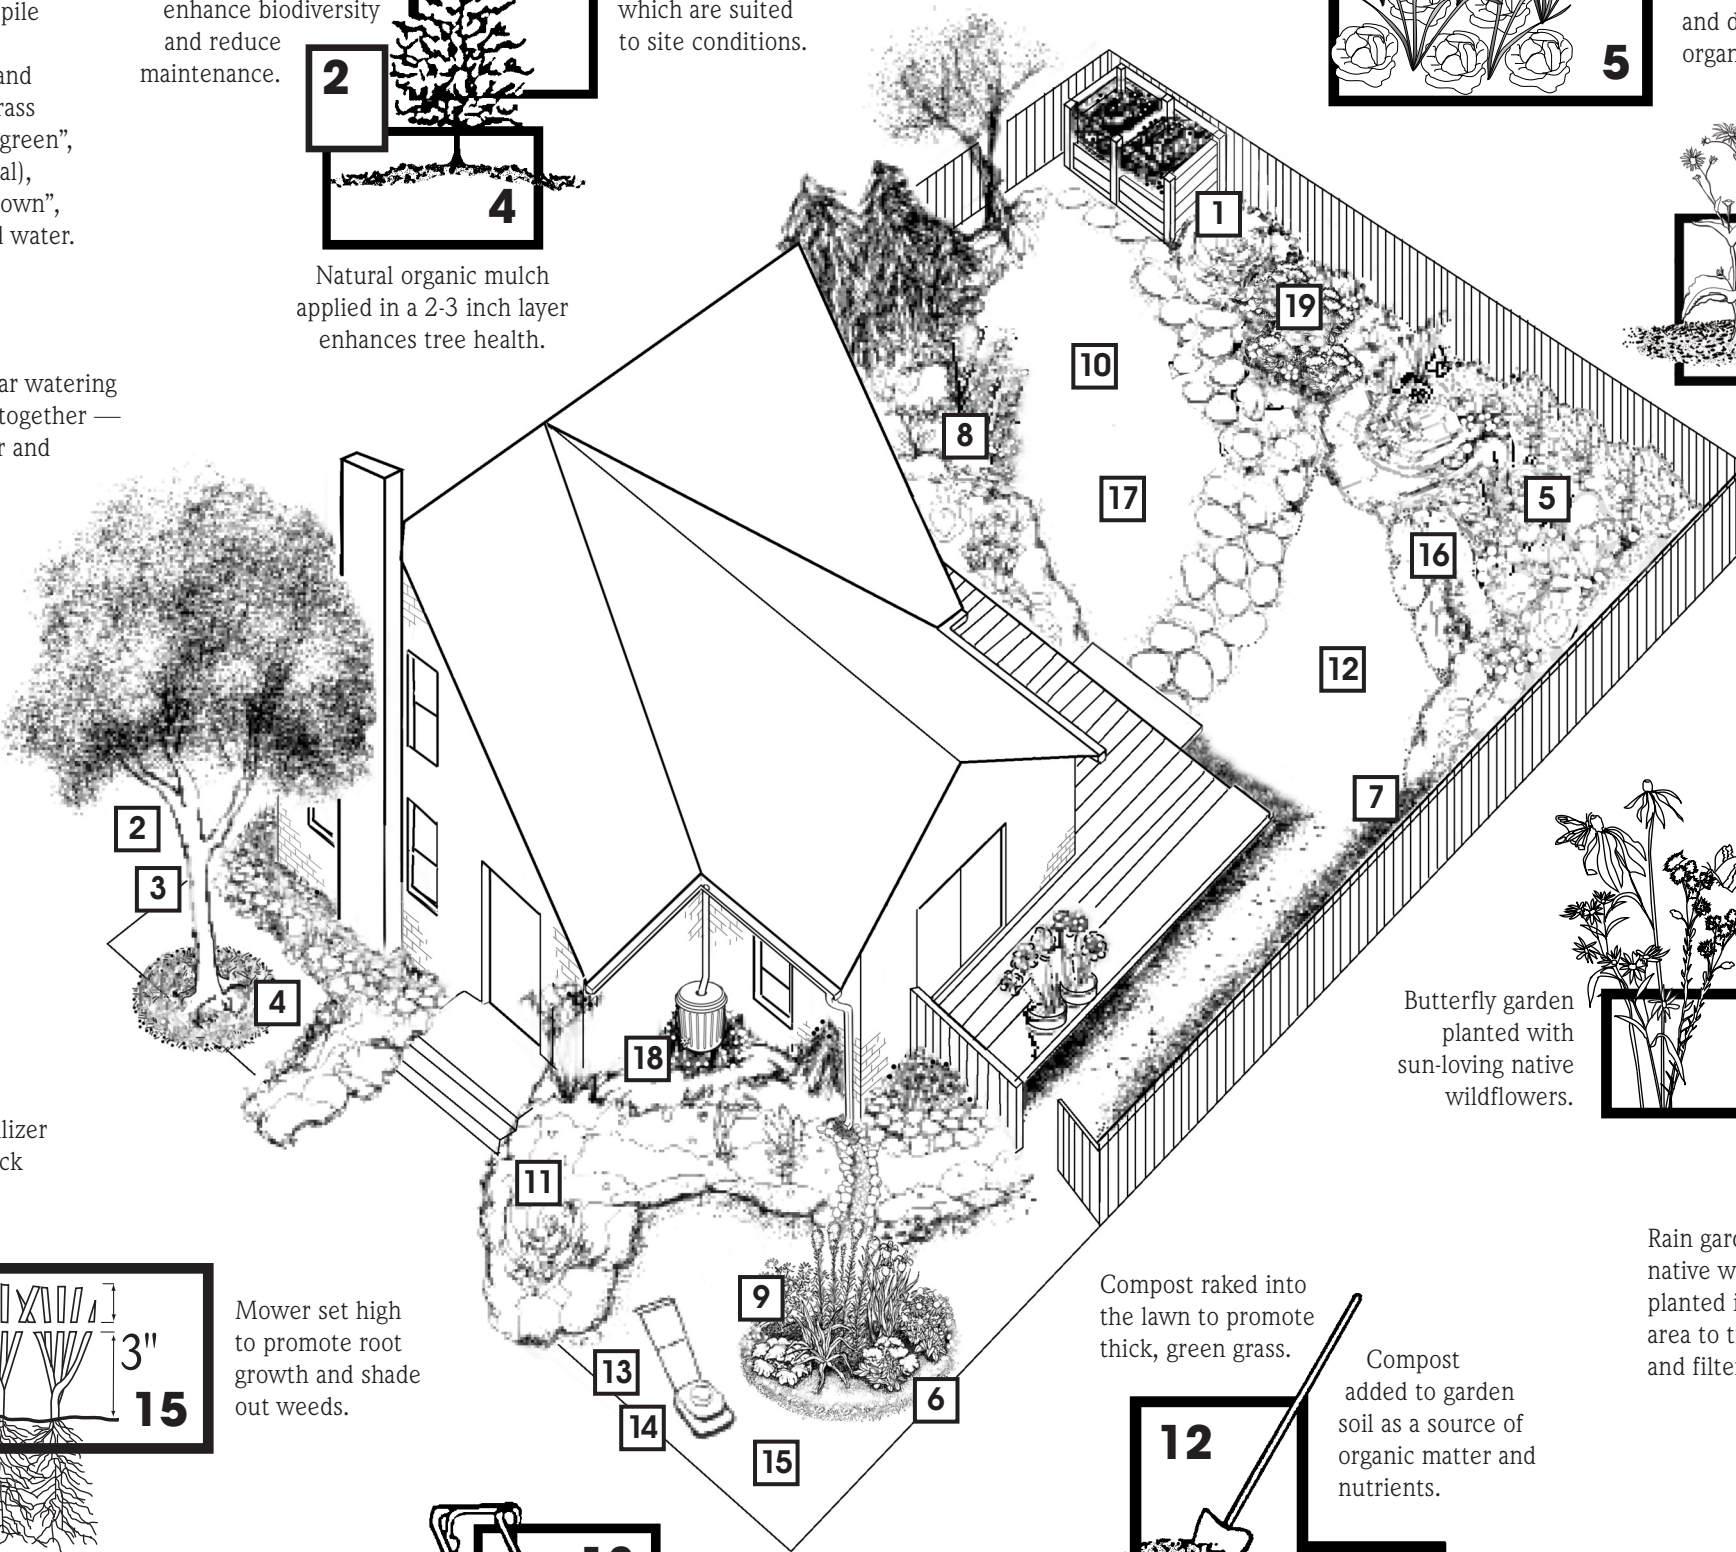 pile
and
green”,
al),
own”,
water.
enhance biodiversity
and reduce
maintenance.
2
which are suited
to site conditions.
4
Natural organic mulch
applied in a 2-3 inch layer
enhances tree health.
5
and
ar watering
together —
r and
1
19
10
8
17
5
16
12
7
2
3
4
18
11
9
13
14
6
15
Butterfly garden
planted with
sun-loving native
wildflowers.
lizer
ck
3"
15
Mower set high
to promote root
growth and shade
out weeds.
Compost raked into
the lawn to promote
thick, green grass.
12
Compost
added to garden
soil as a source of
organic matter and
nutrients.
Rain
native
planted
area to
and